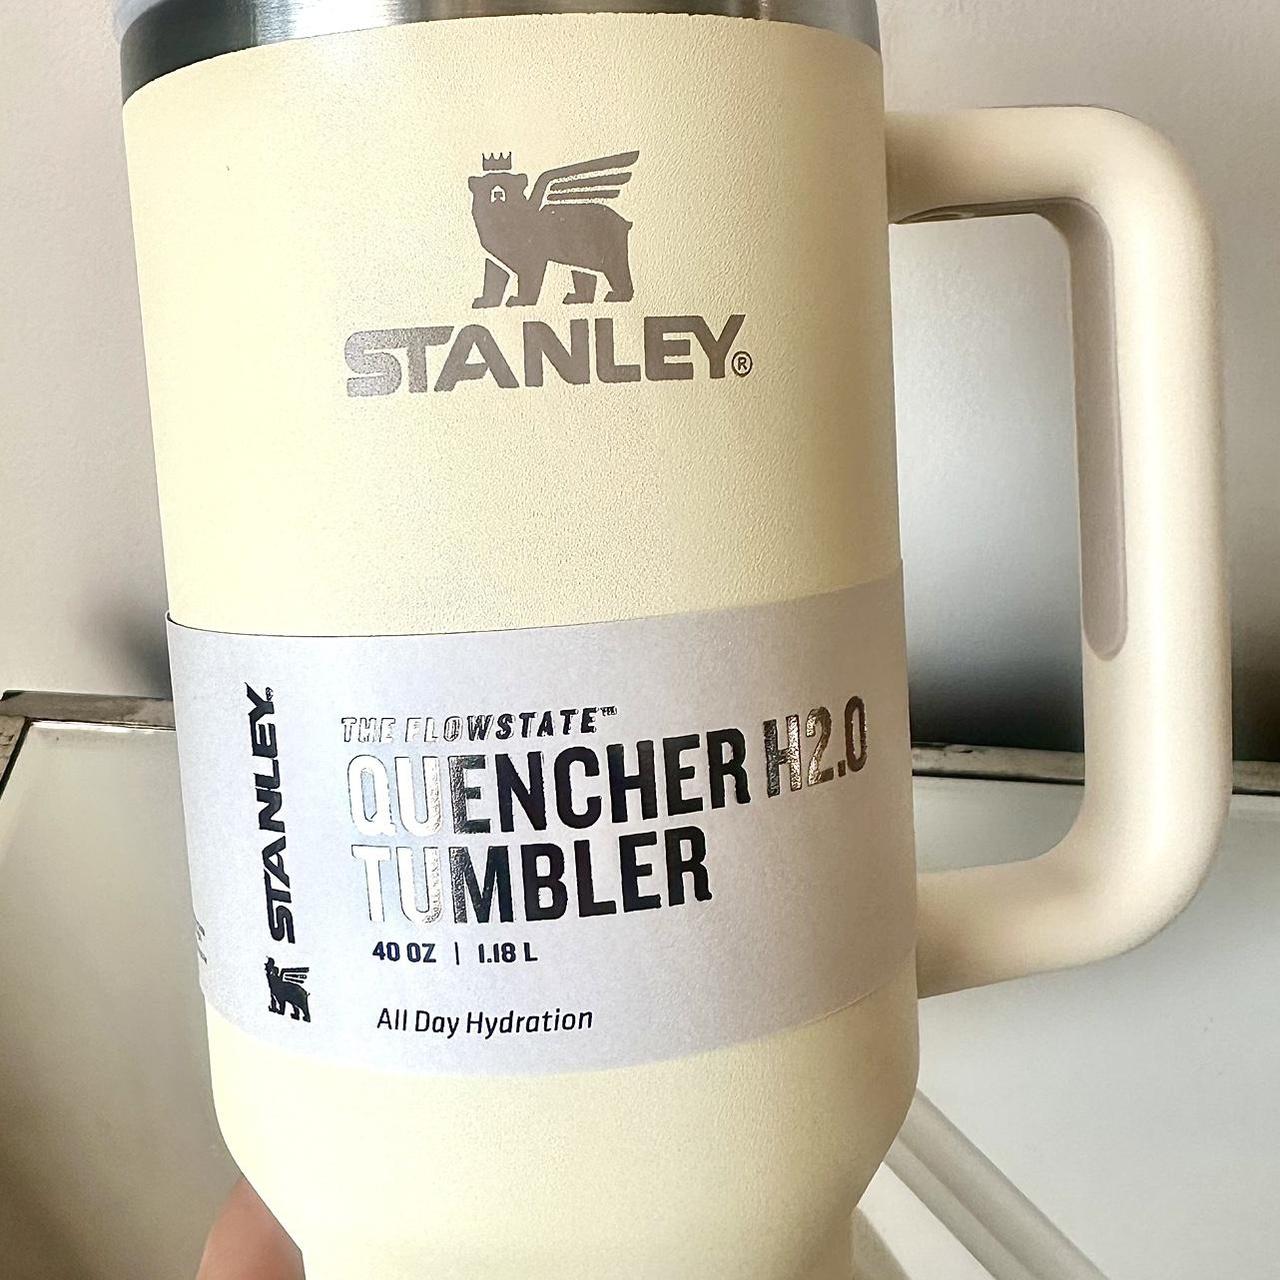 STANLEY®
STANLEY®
THE FLOWSTATE™
QUENCHER H2.0
TUMBLER
40 OZ | 1.18 L
All Day Hydration